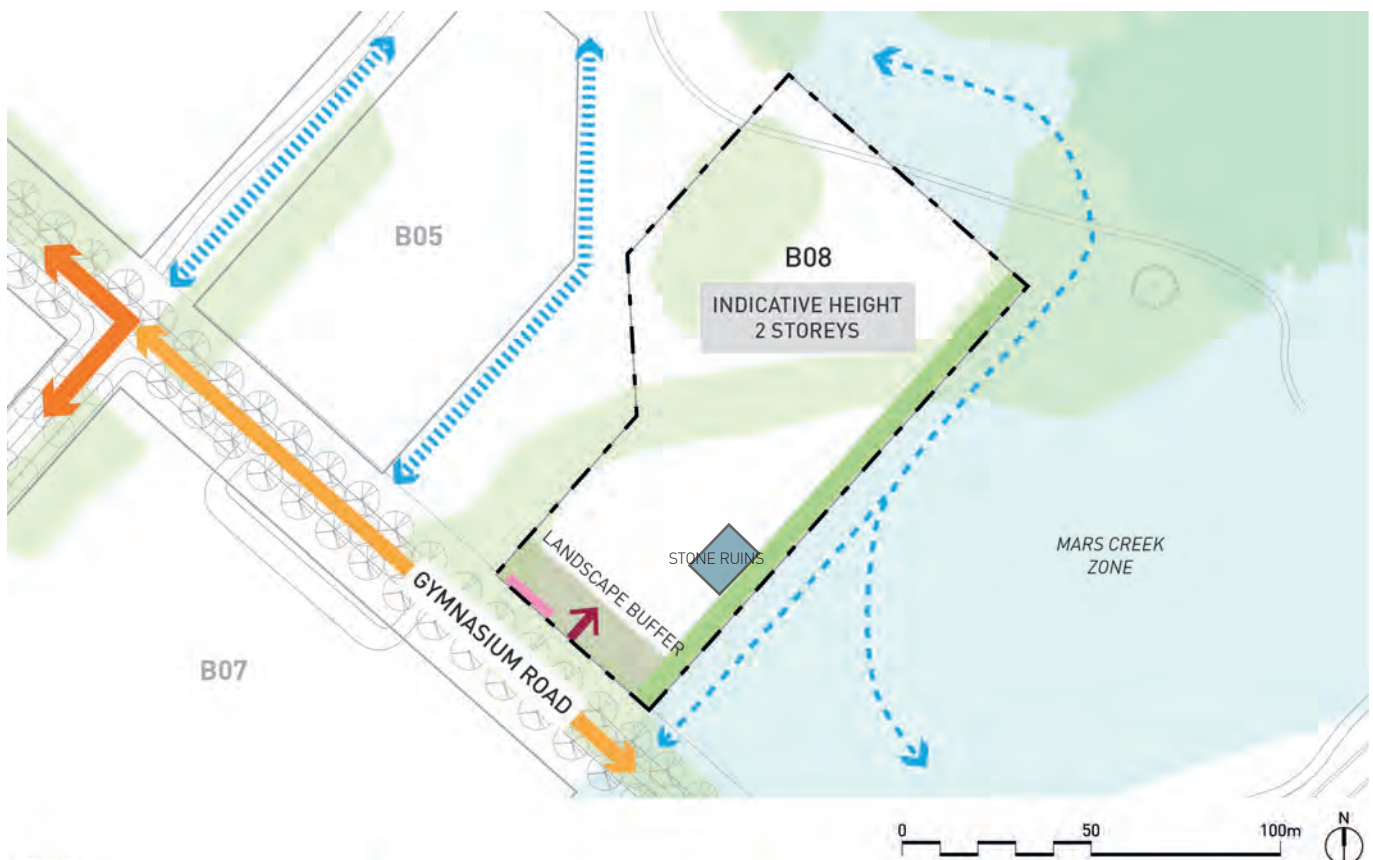 B05
B08
INDICATIVE HEIGHT
2 STOREYS
STONE RUINS
LANDSCAPE BUFFER
MARS CREEK
ZONE
GYMNASIUM ROAD
B07
0 50 100m
N